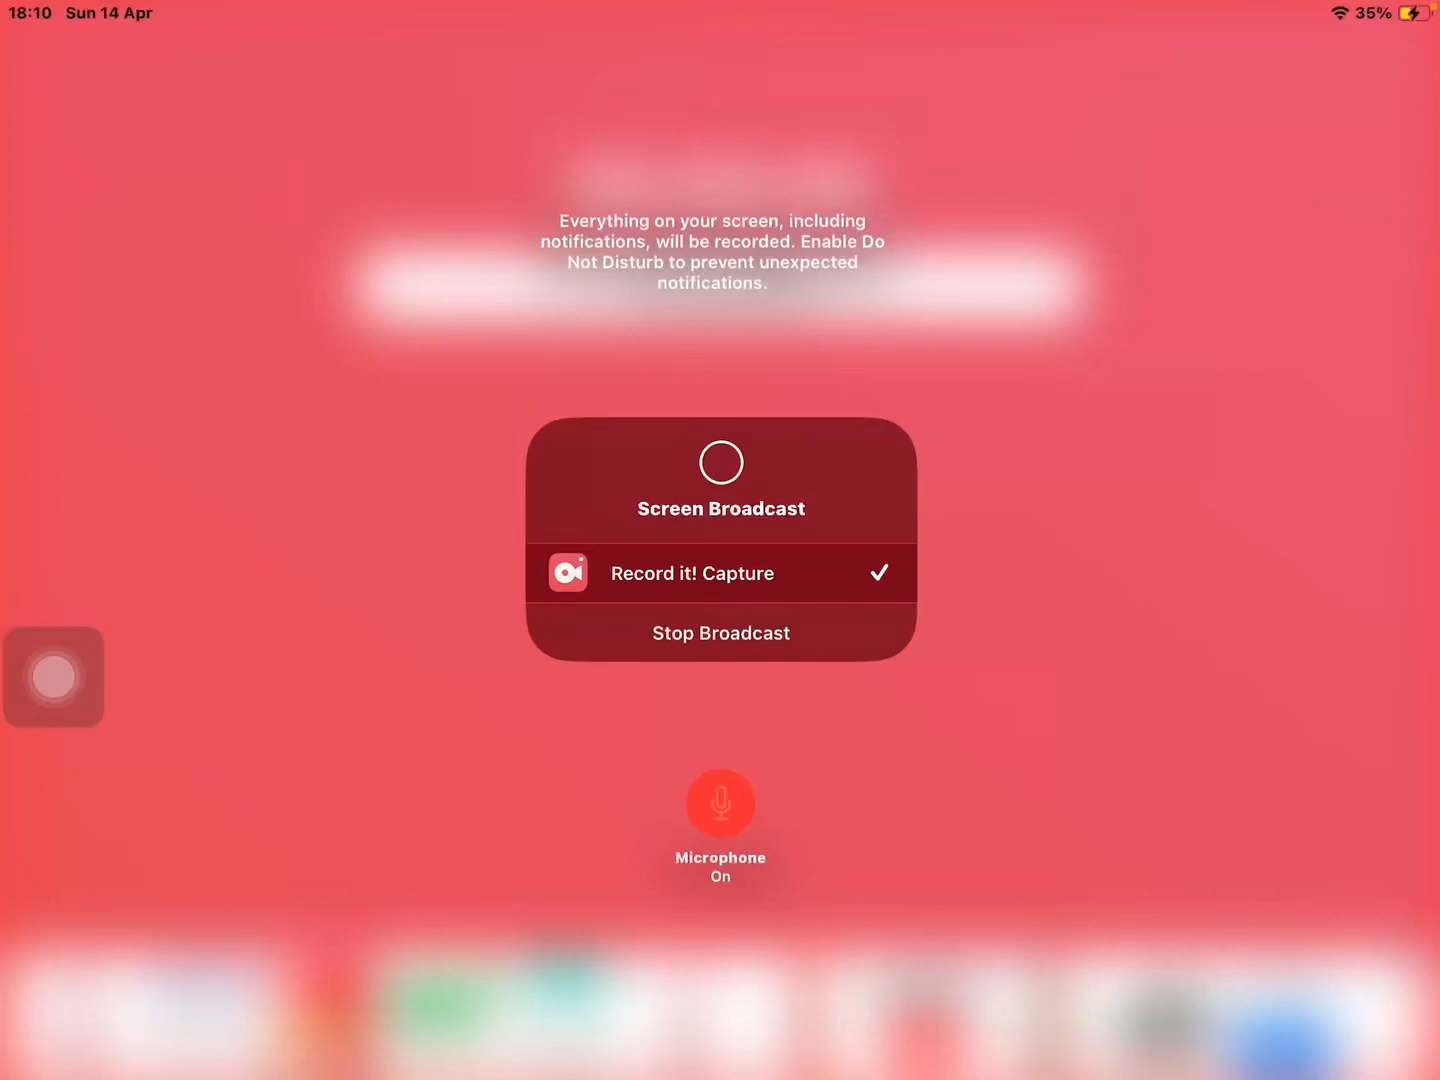 18:10 Sun 14 Apr
35%
Everything on your screen, including
notifications, will be recorded. Enable Do
Not Disturb to prevent unexpected
notifications.
Screen Broadcast
Record it! Capture
Stop Broadcast
Microphone
On